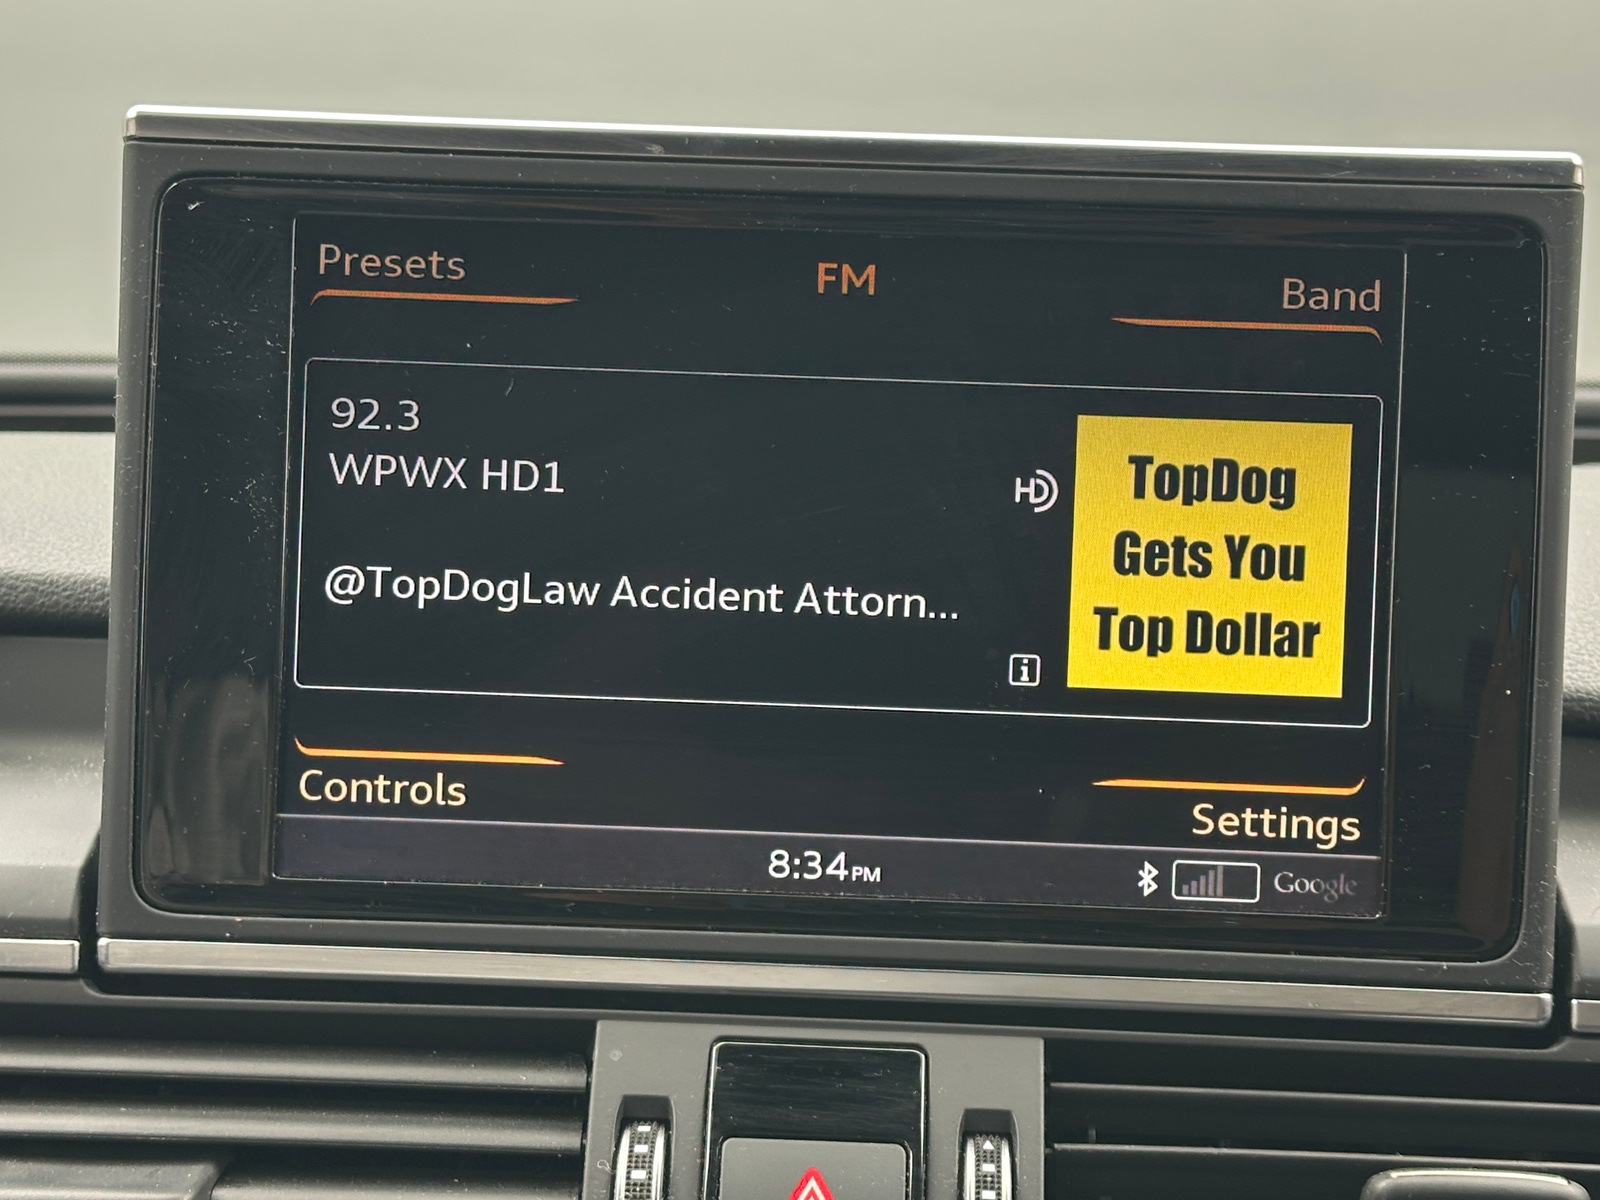 Presets
FM
Band
92.3
WPWX HD1
HD
@TopDogLaw Accident Attorn...
i
TopDog
Gets You
Top Dollar
Controls
Settings
8:34PM
Google